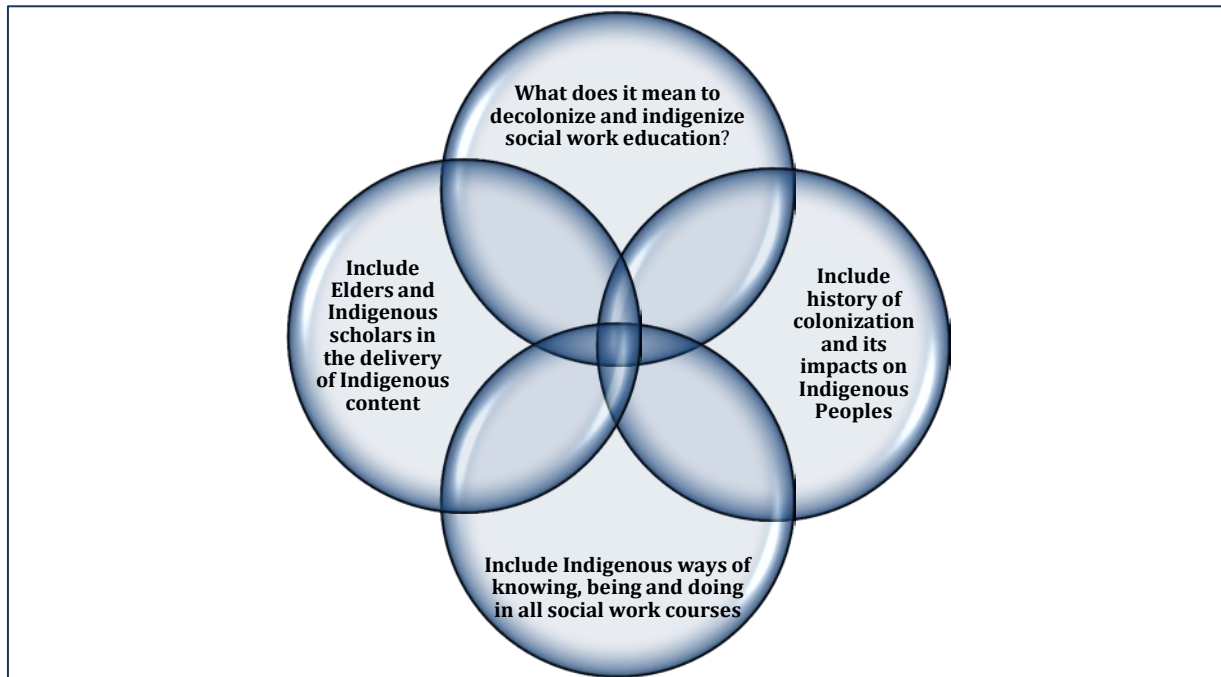 What does it mean to
decolonize and indigenize
social work education?
Include
Elders and
Indigenous
scholars in
the delivery
of Indigenous
content
Include
history of
colonization
and its
impacts on
Indigenous
Peoples
Include Indigenous ways of
knowing, being and doing
in all social work courses